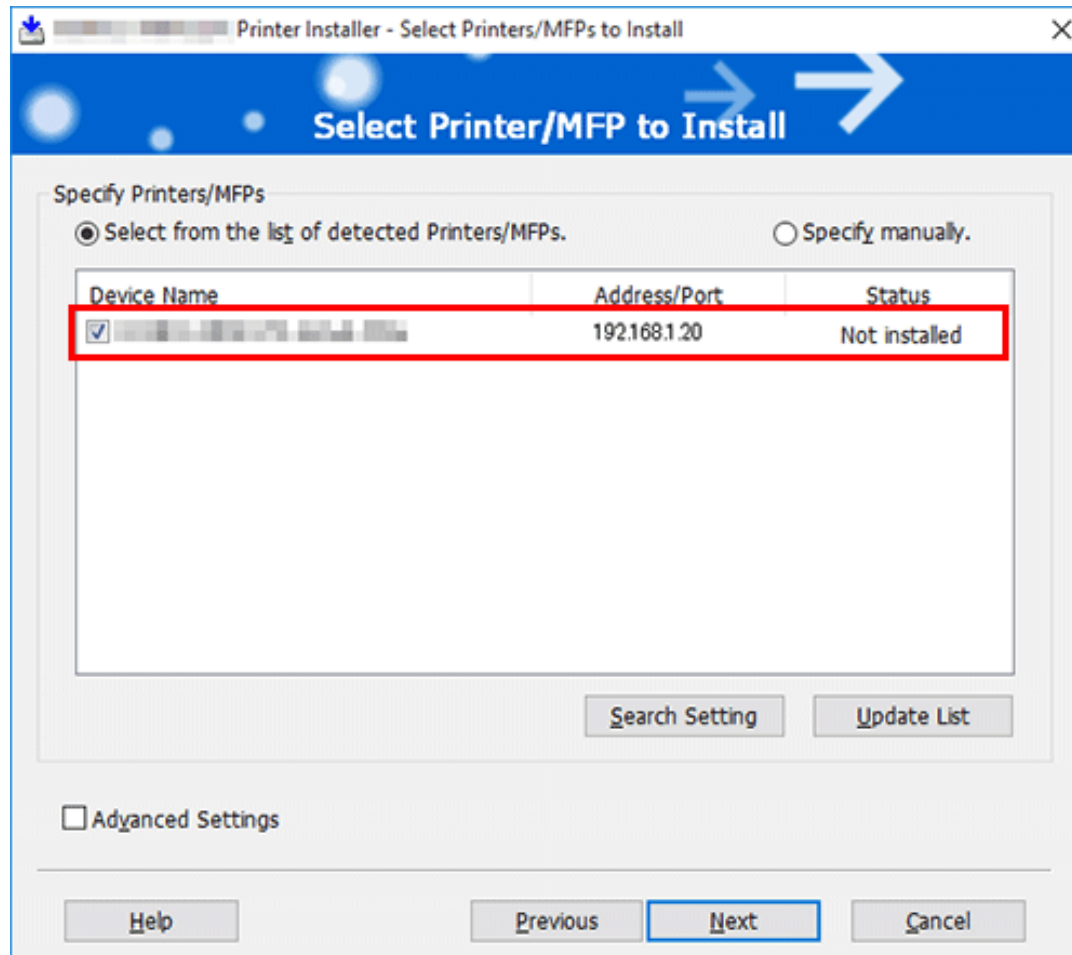 Printer Installer - Select Printers/MFPs to Install
Select Printer/MFP to Install
Specify Printers/MFPs
Select from the list of detected Printers/MFPs. Specify manually.
Device Name Address/Port Status
192.168.1.20 Not installed
Search Setting Update List
Advanced Settings
Help Previous Next Cancel